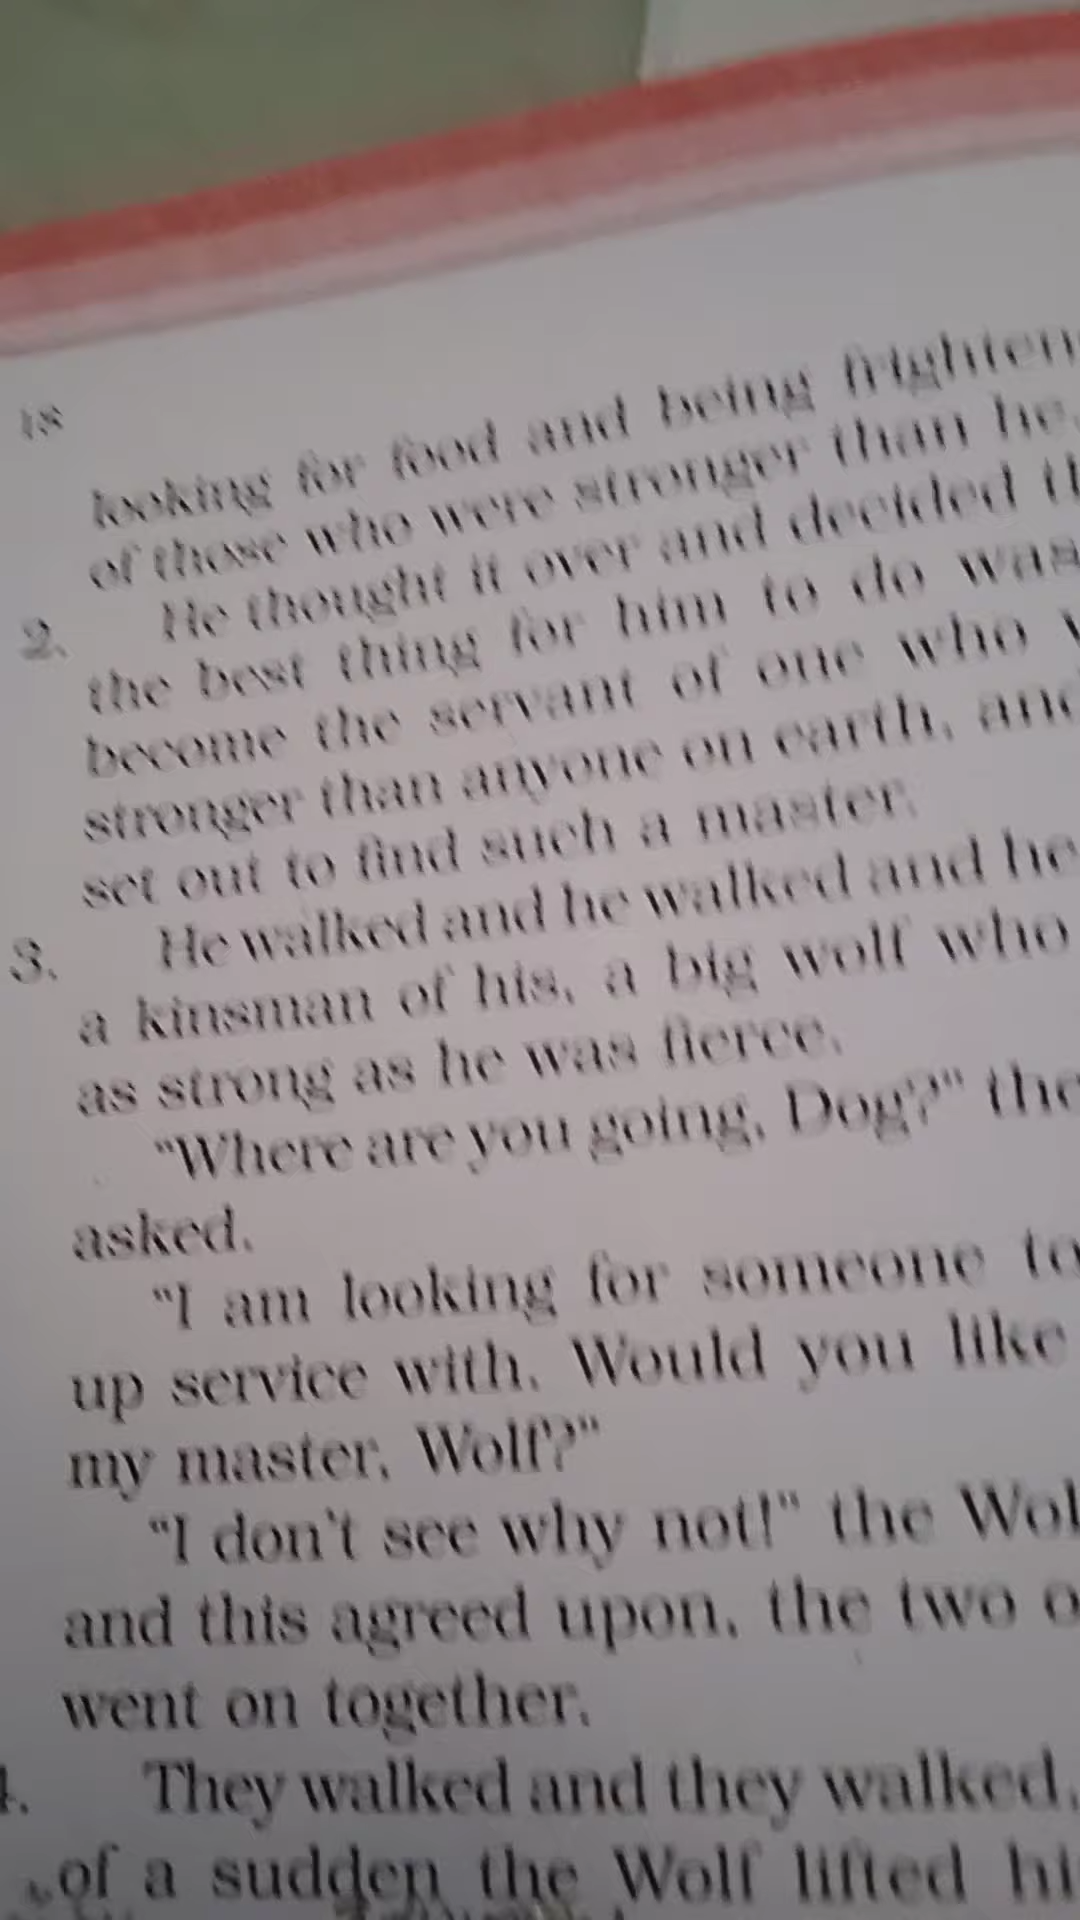 18
looking for food and being
of those who were stronger than he.
2. He thought it over and decided
the best thing for him to do was
become the servant of one who
stronger than anyone on earth, and
set out to find such a master.
3. He walked and he walked and he
a kinsman of his, a big wolf who
as strong as he was fierce.
"Where are you going, Dog?" the
asked.
"I am looking for someone to
up service with. Would you like
my master, Wolf?"
"I don't see why not!" the
and this agreed upon, the two
went on together.
They walked and they walked.
of a sudden the Wolf lifted